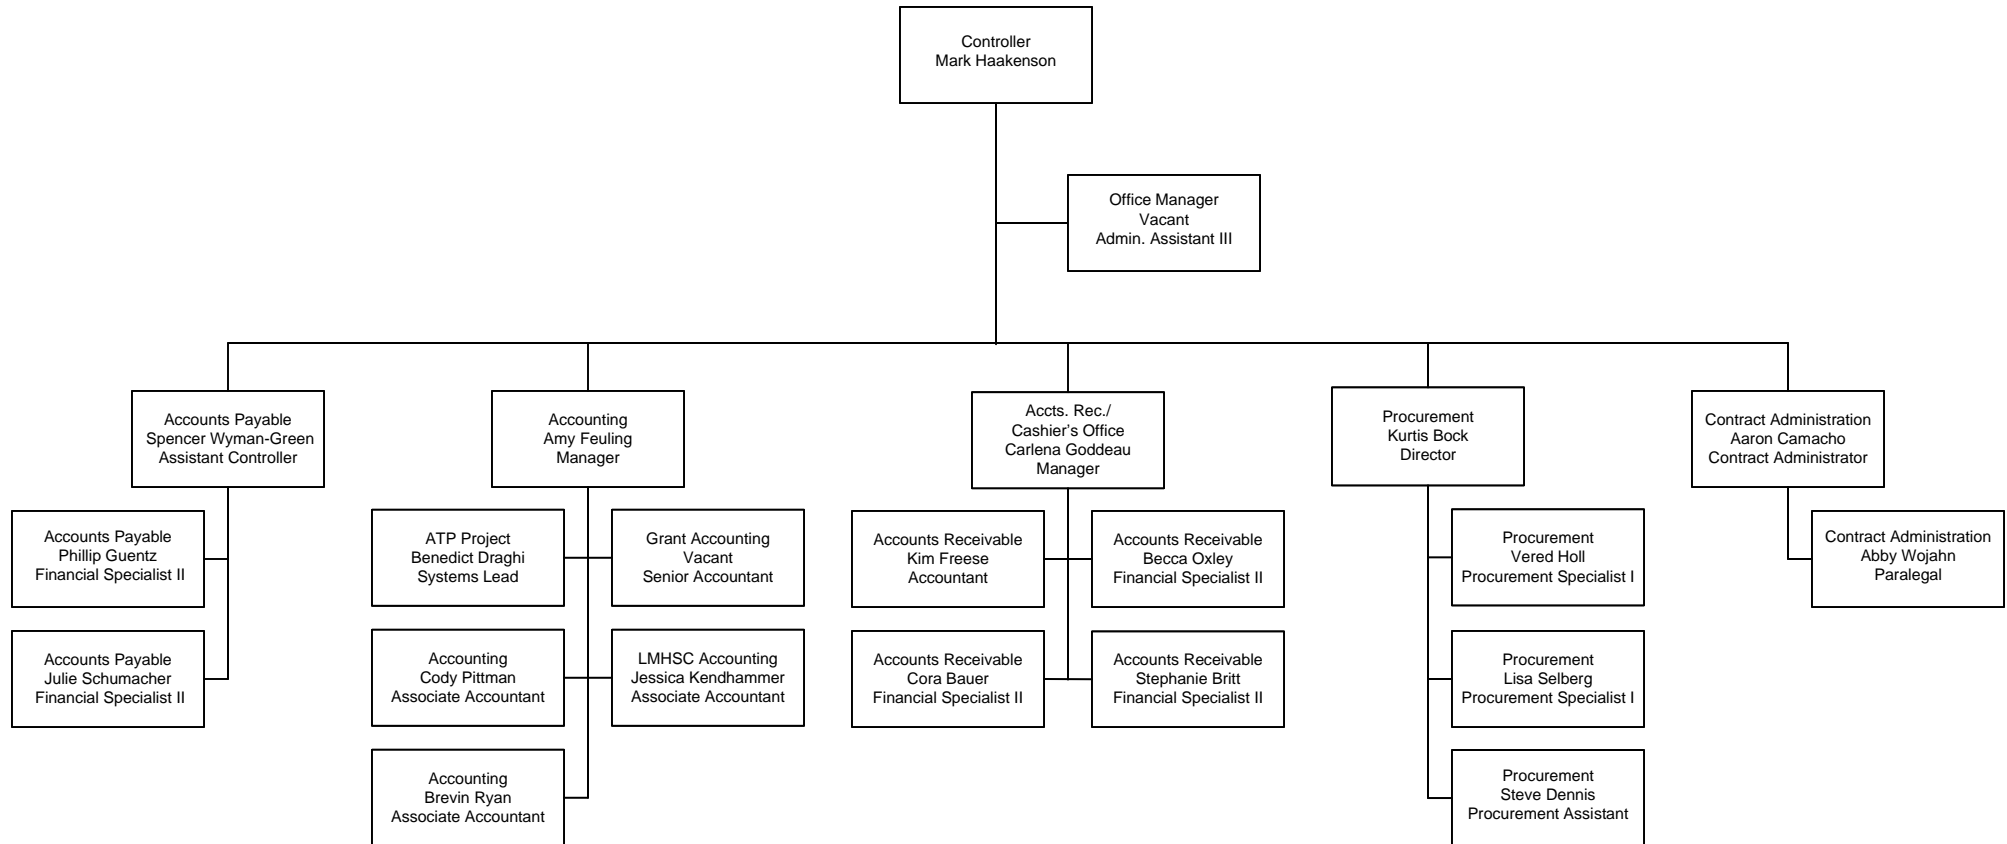 Controller
Mark Haakenson
Office Manager
Vacant
Admin. Assistant III
Accounts Payable
Spencer Wyman-Green
Assistant Controller
Accounting
Amy Feuling
Manager
Accts. Rec./
Cashier's Office
Carlena Goddeau
Manager
Procurement
Kurtis Bock
Director
Contract Administration
Aaron Camacho
Contract Administrator
Accounts Payable
Phillip Guentz
Financial Specialist II
Accounts Payable
Julie Schumacher
Financial Specialist II
ATP Project
Benedict Draghi
Systems Lead
Grant Accounting
Vacant
Senior Accountant
Accounting
Cody Pittman
Associate Accountant
LMHSC Accounting
Jessica Kendhammer
Associate Accountant
Accounting
Brevin Ryan
Associate Accountant
Accounts Receivable
Kim Freese
Accountant
Accounts Receivable
Becca Oxley
Financial Specialist II
Accounts Receivable
Cora Bauer
Financial Specialist II
Accounts Receivable
Stephanie Britt
Financial Specialist II
Procurement
Vered Holl
Procurement Specialist I
Procurement
Lisa Selberg
Procurement Specialist I
Procurement
Steve Dennis
Procurement Assistant
Contract Administration
Abby Wojahn
Paralegal